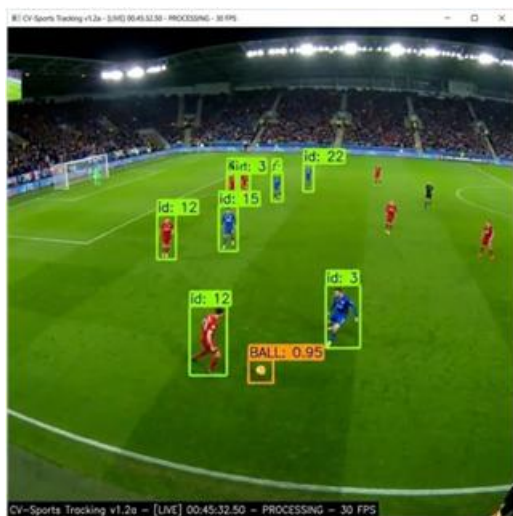 CV-Sports Tracking v1.2a - [LIVE] 00:45:32.50 - PROCESSING - 30 FPS
id: 22
id: 3
id: 12
id: 15
id: 3
id: 12
BALL: 0.95
CV-Sports Tracking v1.2a - [LIVE] 00:45:32.50 - PROCESSING - 30 FPS